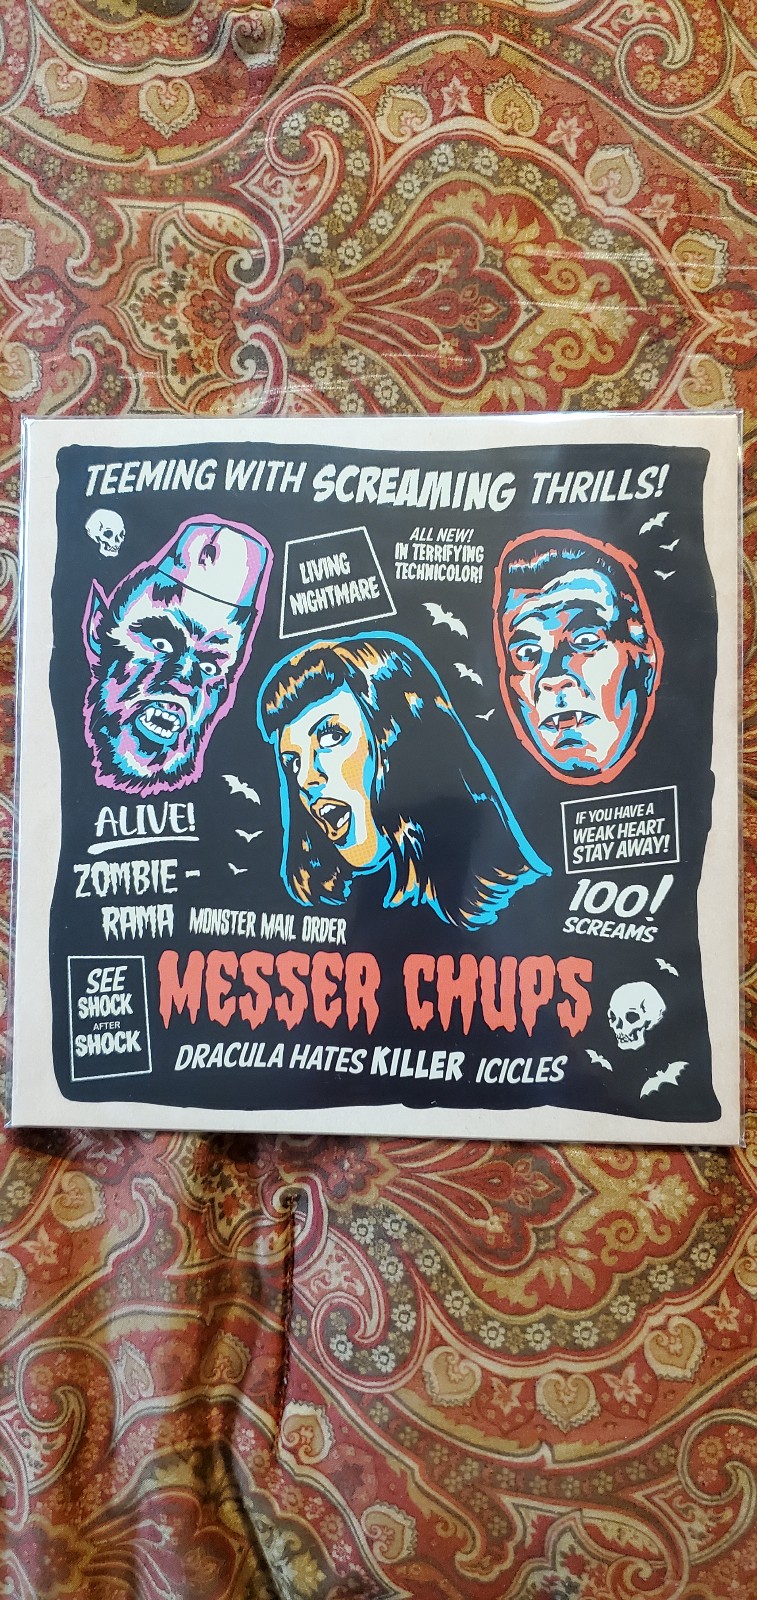 TEEMING WITH SCREAMING THRILLS!
LIVING
NIGHTMARE
ALL NEW!
IN TERRIFYING
TECHNICOLOR!
ALIVE!
ZOMBIE-
RAMA
MONSTER MAIL ORDER
IF YOU HAVE A
WEAK HEART
STAY AWAY!
100!
SCREAMS
SEE
SHOCK
AFTER
SHOCK
MESSER CHUPS
DRACULA HATES KILLER ICICLES